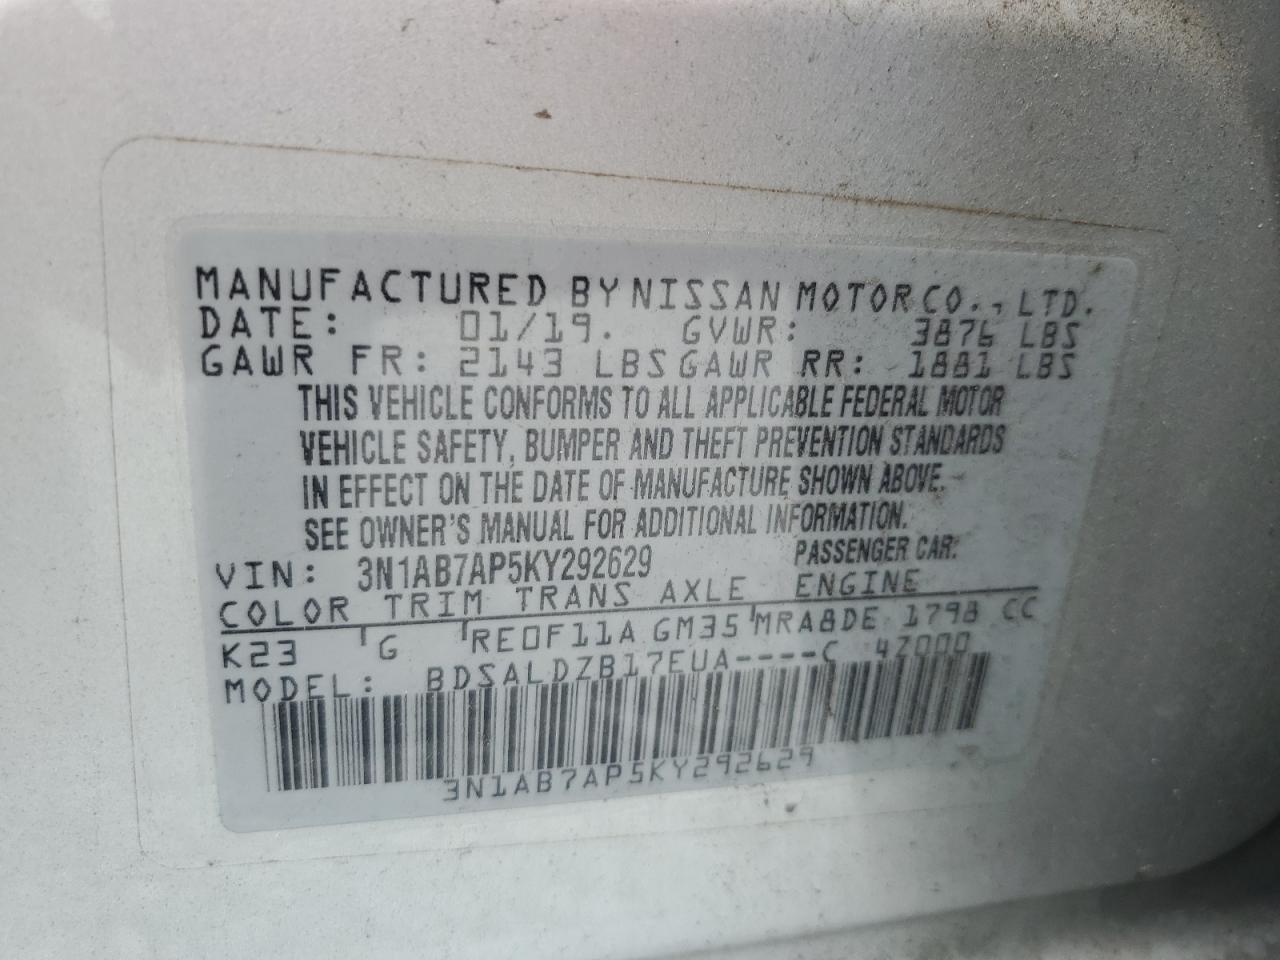 MANUFACTURED BY NISSAN MOTOR CO., LTD.
DATE: 01/19. GVWR: 3876 LBS
GAWR FR: 2143 LBS GAWR RR: 1881 LBS
THIS VEHICLE CONFORMS TO ALL APPLICABLE FEDERAL MOTOR
VEHICLE SAFETY, BUMPER AND THEFT PREVENTION STANDARDS
IN EFFECT ON THE DATE OF MANUFACTURE SHOWN ABOVE.
SEE OWNER'S MANUAL FOR ADDITIONAL INFORMATION.
VIN: 3N1AB7AP5KY292629 PASSENGER CAR:
COLOR TRIM TRANS AXLE ENGINE
K23 G RE0F11A GM35 MRA8DE 1798 CC
MODEL: BDSALDZB17EUA----C 4Z000
3N1AB7AP5KY292629